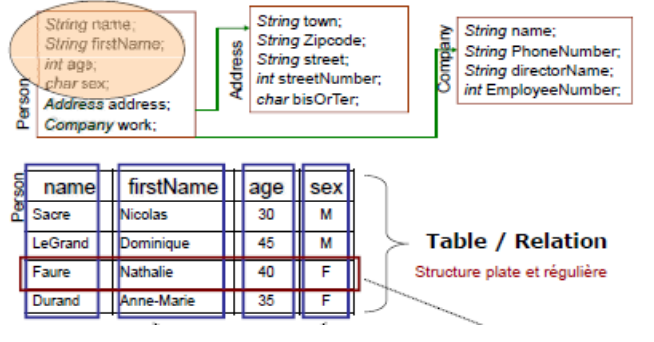 Person
String name;
String firstName;
int age;
char sex;
Address address;
Company work;
Address
String town;
String Zipcode;
String street;
int streetNumber;
char bisOrTer;
Company
String name;
String PhoneNumber;
String directorName;
int EmployeeNumber;
Person
name firstName age sex
Sacre Nicolas 30 M
LeGrand Dominique 45 M
Faure Nathalie 40 F
Durand Anne-Marie 35 F
Table / Relation
Structure plate et régulière